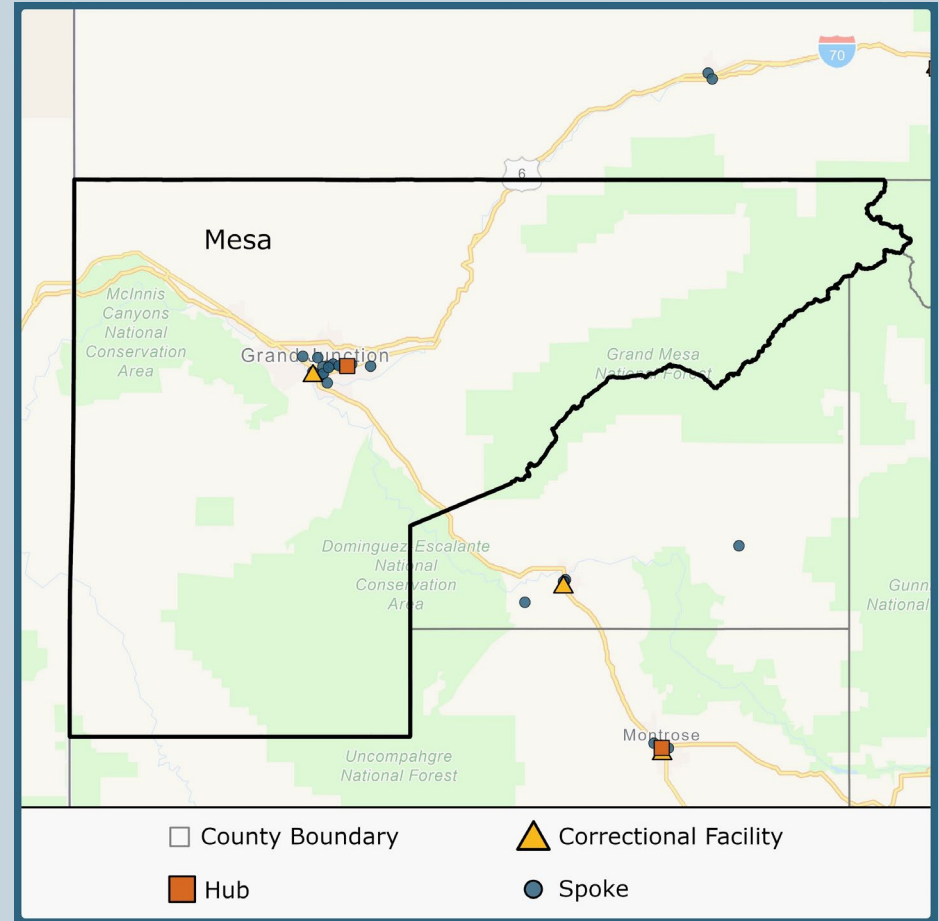 70
6
Mesa
McInnis
Canyons
National
Conservation
Area
Grand Junction
Grand Mesa
National Forest
Dominguez-Escalante
National
Conservation
Area
Gunn
National
Montrose
Uncompahgre
National Forest
County Boundary
Correctional Facility
Hub
Spoke